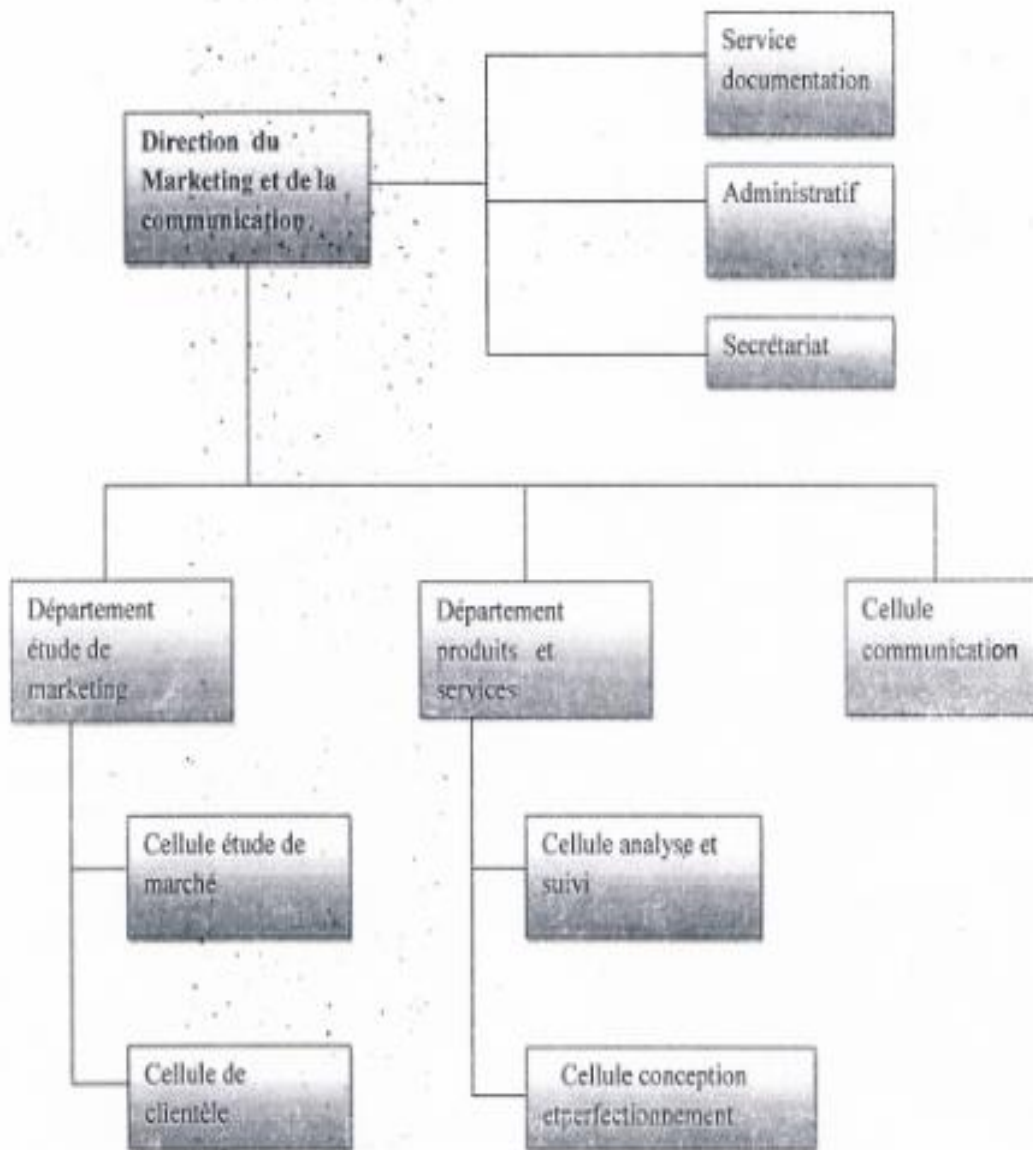 Service
documentation
Direction du
Marketing et de la
communication
Administratif
Secrétariat
Département
étude de
marketing
Département
produits et
services
Cellule
communication
Cellule étude de
marché
Cellule analyse et
suivi
Cellule de
clientèle
Cellule conception
etperfectionnement